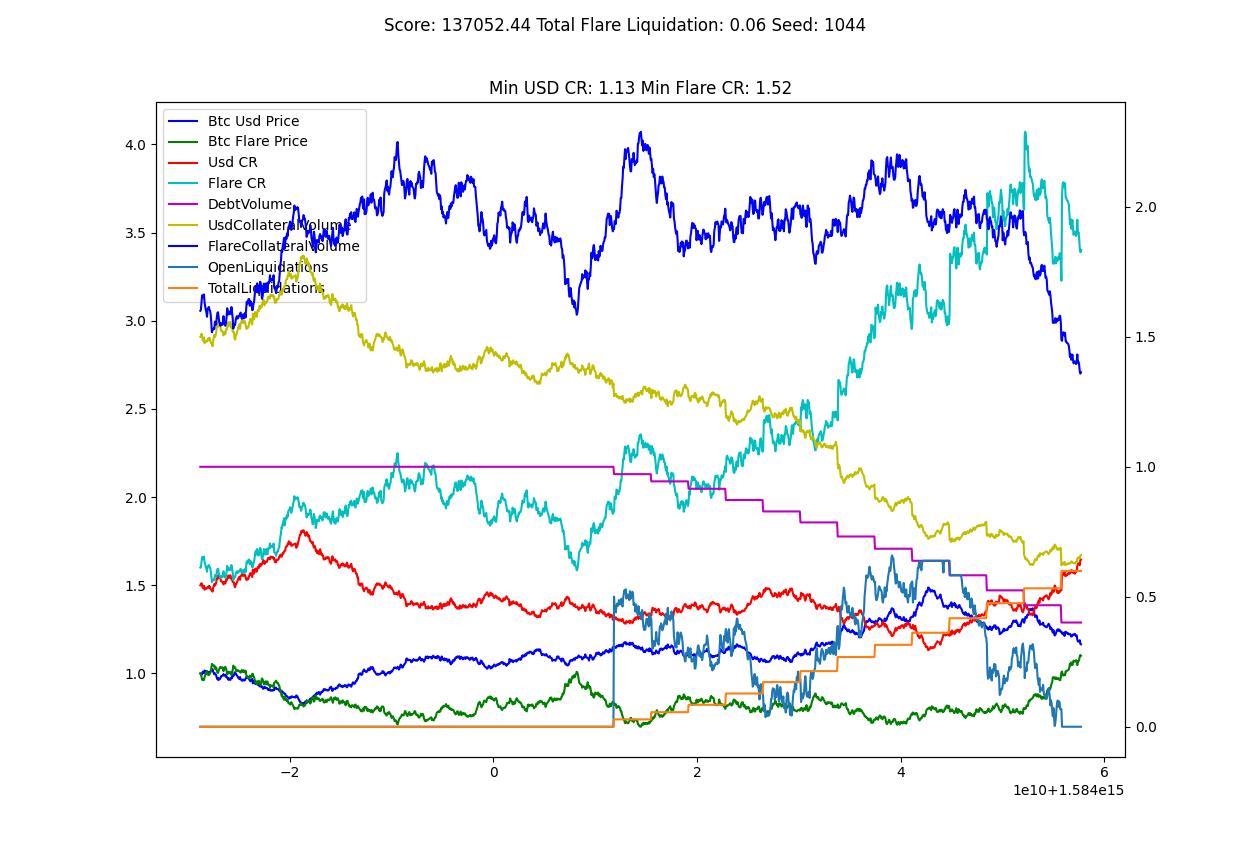 Score: 137052.44 Total Flare Liquidation: 0.06 Seed: 1044
Min USD CR: 1.13 Min Flare CR: 1.52
Btc Usd Price
Btc Flare Price
Usd CR
Flare CR
DebtVolume
UsdCollateralVolume
FlareCollateralVolume
OpenLiquidations
TotalLiquidations
4.0
3.5
3.0
2.5
2.0
1.5
1.0
2.0
1.5
1.0
0.5
0.0
−2
0
2
4
6
1e10+1.584e15